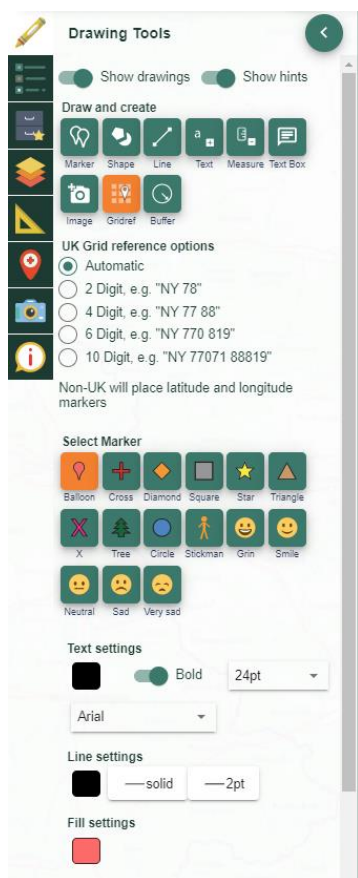 Drawing Tools
Show drawings Show hints
Draw and create
a
Marker Shape Line Text Measure Text Box
Image Gridref Buffer
UK Grid reference options
Automatic
2 Digit, e.g. "NY 78"
4 Digit, e.g. "NY 77 88"
6 Digit, e.g. "NY 770 819"
10 Digit, e.g. "NY 77071 88819"
Non-UK will place latitude and longitude
markers
Select Marker
Balloon Cross Diamond Square Star Triangle
X Tree Circle Stickman Grin Smile
Neutral Sad Very sad
Text settings
Bold 24pt
Arial
Line settings
solid 2pt
Fill settings